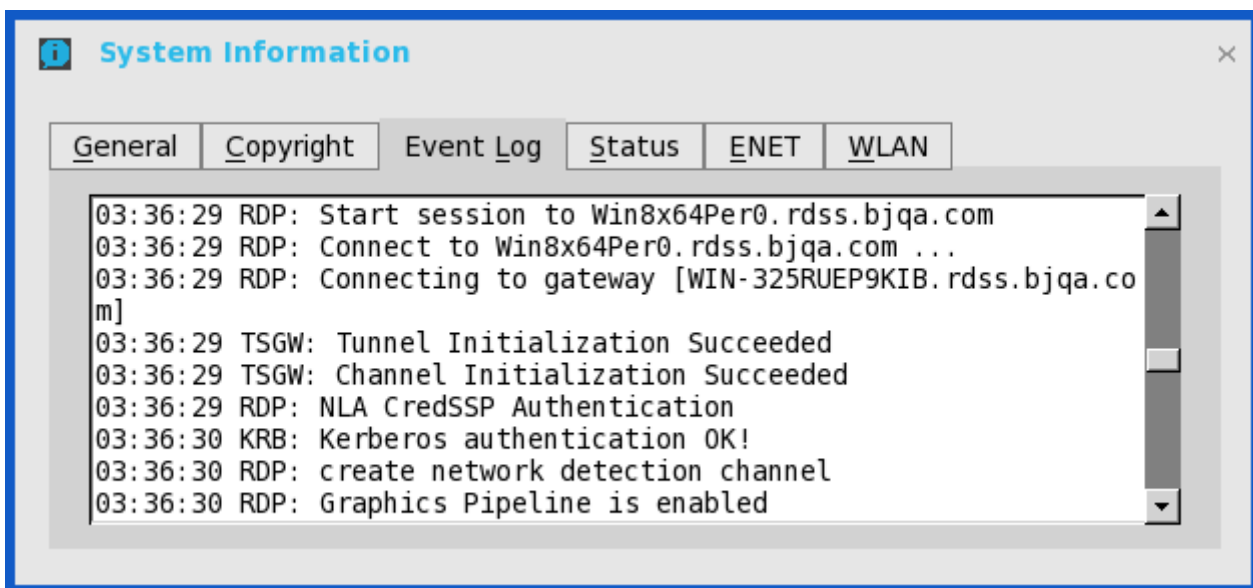 System Information
General Copyright Event Log Status ENET WLAN
03:36:29 RDP: Start session to Win8x64Per0.rdss.bjqa.com
03:36:29 RDP: Connect to Win8x64Per0.rdss.bjqa.com ...
03:36:29 RDP: Connecting to gateway [WIN-325RUEP9KIB.rdss.bjqa.co
m]
03:36:29 TSGW: Tunnel Initialization Succeeded
03:36:29 TSGW: Channel Initialization Succeeded
03:36:29 RDP: NLA CredSSP Authentication
03:36:30 KRB: Kerberos authentication OK!
03:36:30 RDP: create network detection channel
03:36:30 RDP: Graphics Pipeline is enabled